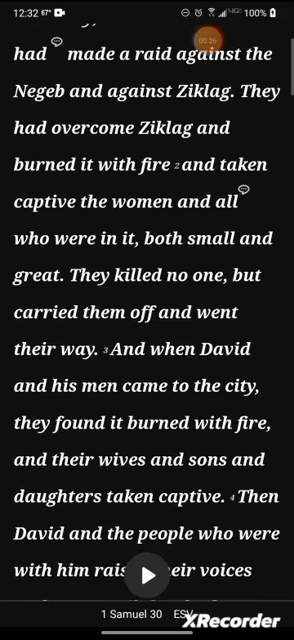 12:32 67° 100%
00:26
had made a raid against the
Negeb and against Ziklag. They
had overcome Ziklag and
burned it with fire 2 and taken
captive the women and all
who were in it, both small and
great. They killed no one, but
carried them off and went
their way. 3 And when David
and his men came to the city,
they found it burned with fire,
and their wives and sons and
daughters taken captive. 4 Then
David and the people who were
with him voices
1 Samuel 30 ESV
XRecorder